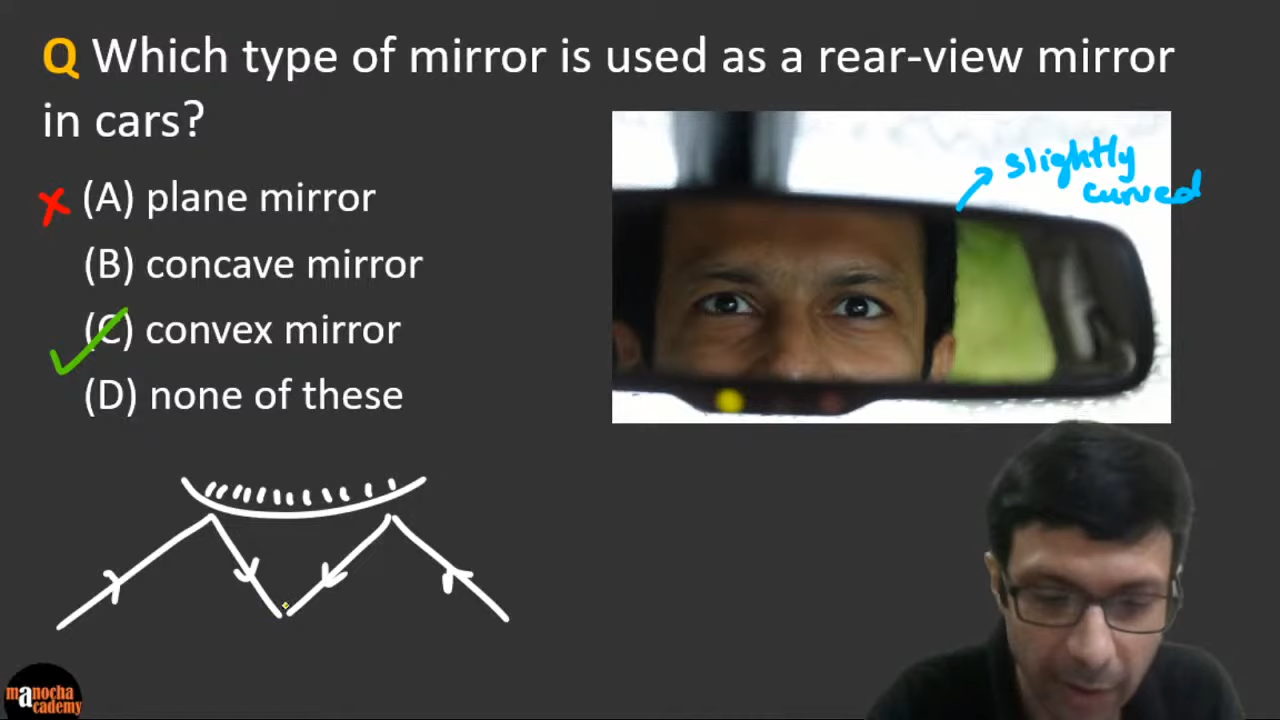 Q Which type of mirror is used as a rear-view mirror
in cars?
(A) plane mirror
(B) concave mirror
(C) convex mirror
(D) none of these
slightly
curved
manocha
academy